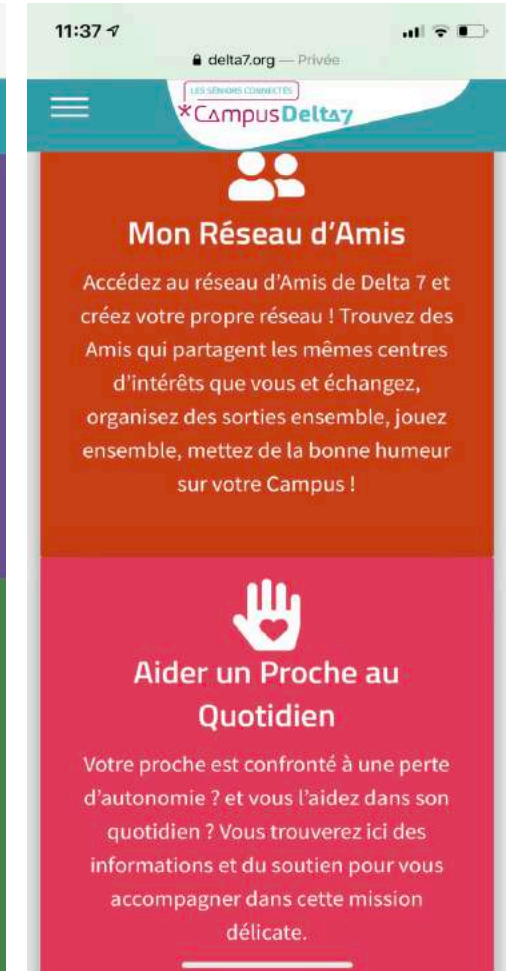 11:37
delta7.org — Privée
LES SÉNIORS CONNECTÉS
*CampusDelta7
Mon Réseau d'Amis
Accédez au réseau d'Amis de Delta 7 et
créez votre propre réseau ! Trouvez des
Amis qui partagent les mêmes centres
d'intérêts que vous et échangez,
organisez des sorties ensemble, jouez
ensemble, mettez de la bonne humeur
sur votre Campus !
Aider un Proche au
Quotidien
Votre proche est confronté à une perte
d'autonomie ? et vous l'aidez dans son
quotidien ? Vous trouverez ici des
informations et du soutien pour vous
accompagner dans cette mission
délicate.